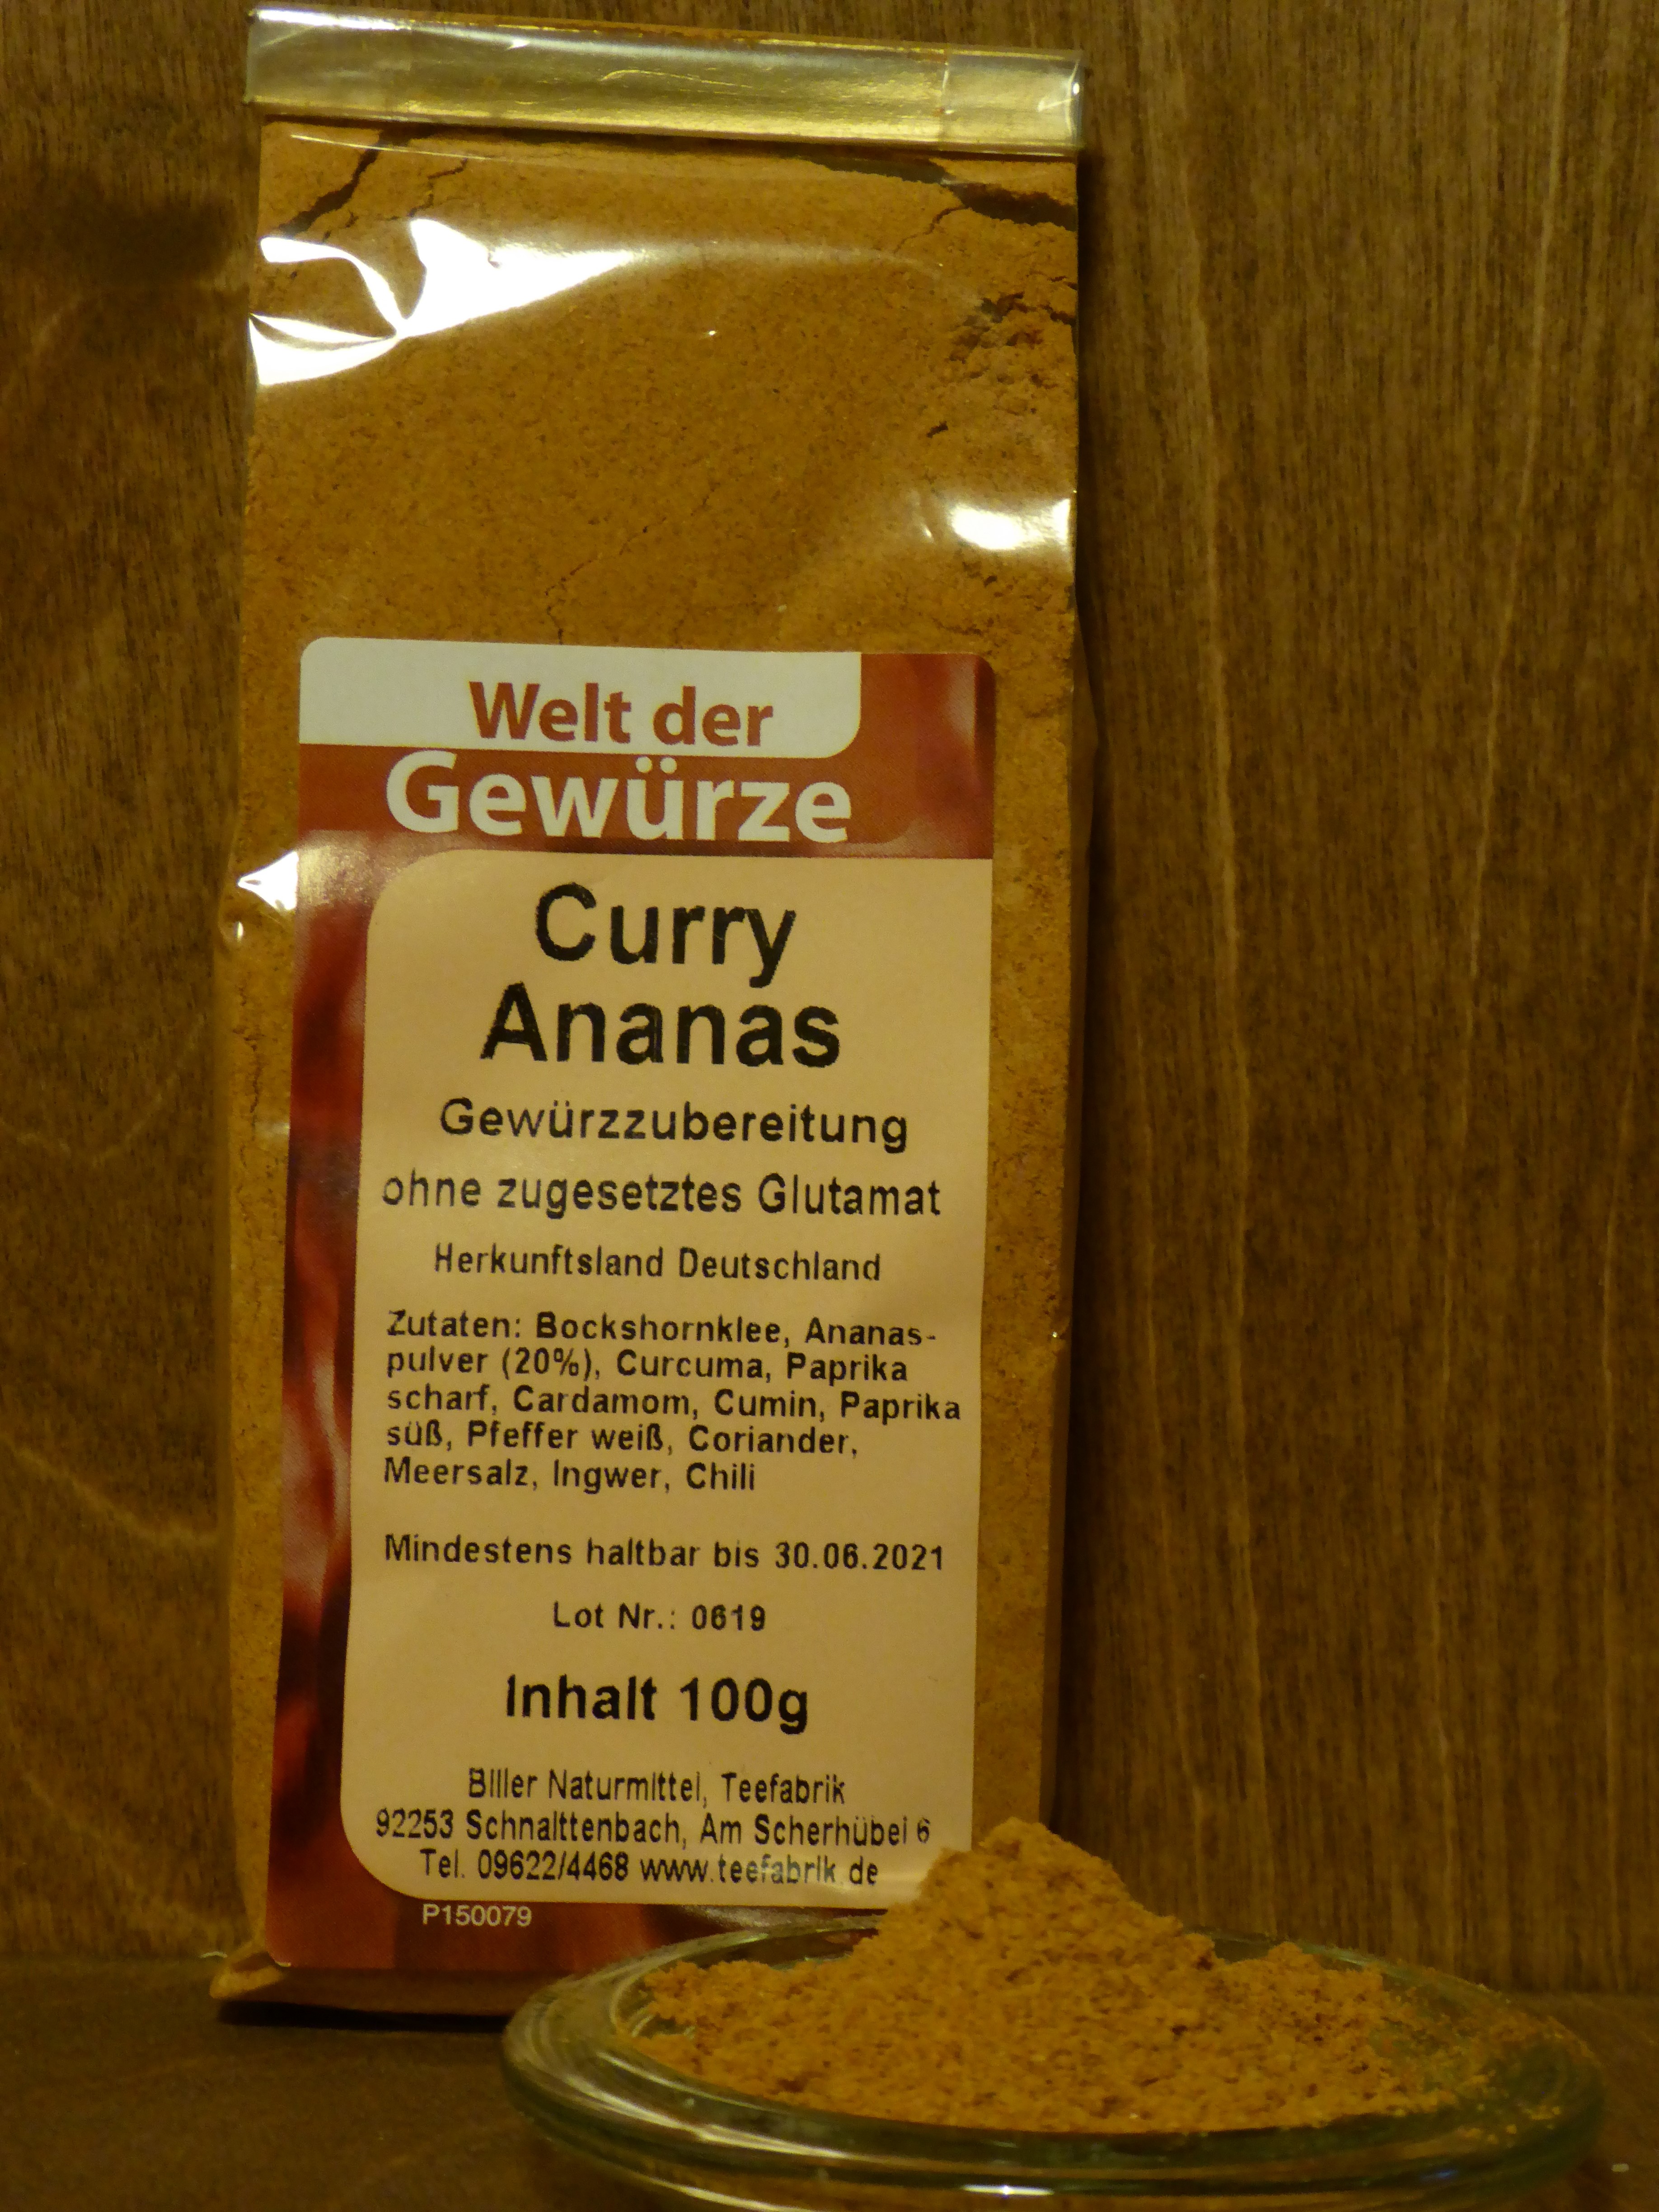 Welt der
Gewürze
Curry
Ananas
Gewürzzubereitung
ohne zugesetztes Glutamat
Herkunftsland Deutschland
Zutaten: Bockshornklee, Ananas-
pulver (20%), Curcuma, Paprika
scharf, Cardamom, Cumin, Paprika
süß, Pfeffer weiß, Coriander,
Meersalz, Ingwer, Chili
Mindestens haltbar bis 30.06.2021
Lot Nr.: 0619
Inhalt 100g
Biller Naturmittel, Teefabrik
92253 Schnaittenbach, Am Scherhübel 6
Tel. 09622/4468 www.teefabrik.de
P150079